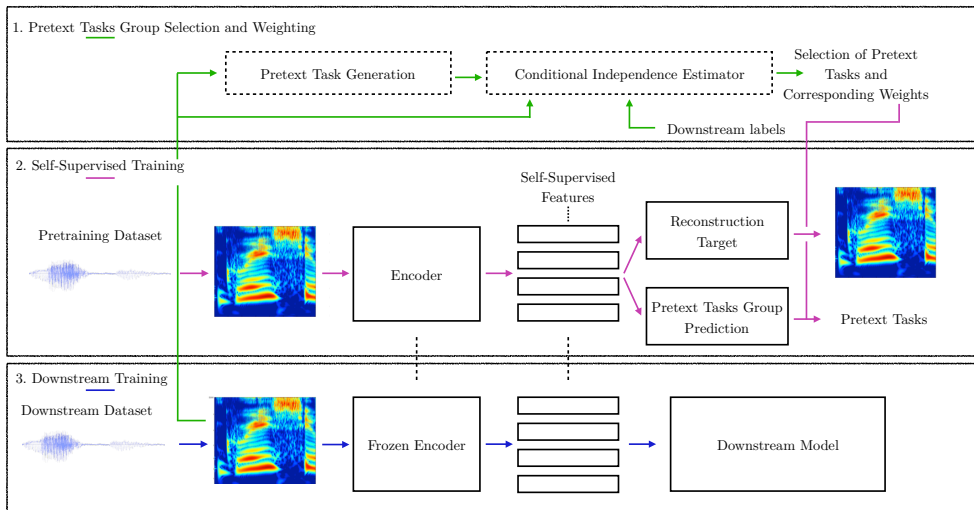 1. Pretext Tasks Group Selection and Weighting
Pretext Task Generation
Conditional Independence Estimator
Selection of Pretext
Tasks and
Corresponding Weights
Downstream labels
2. Self-Supervised Training
Self-Supervised
Features
Pretraining Dataset
Encoder
Reconstruction
Target
Pretext Tasks Group
Prediction
Pretext Tasks
3. Downstream Training
Downstream Dataset
Frozen Encoder
Downstream Model